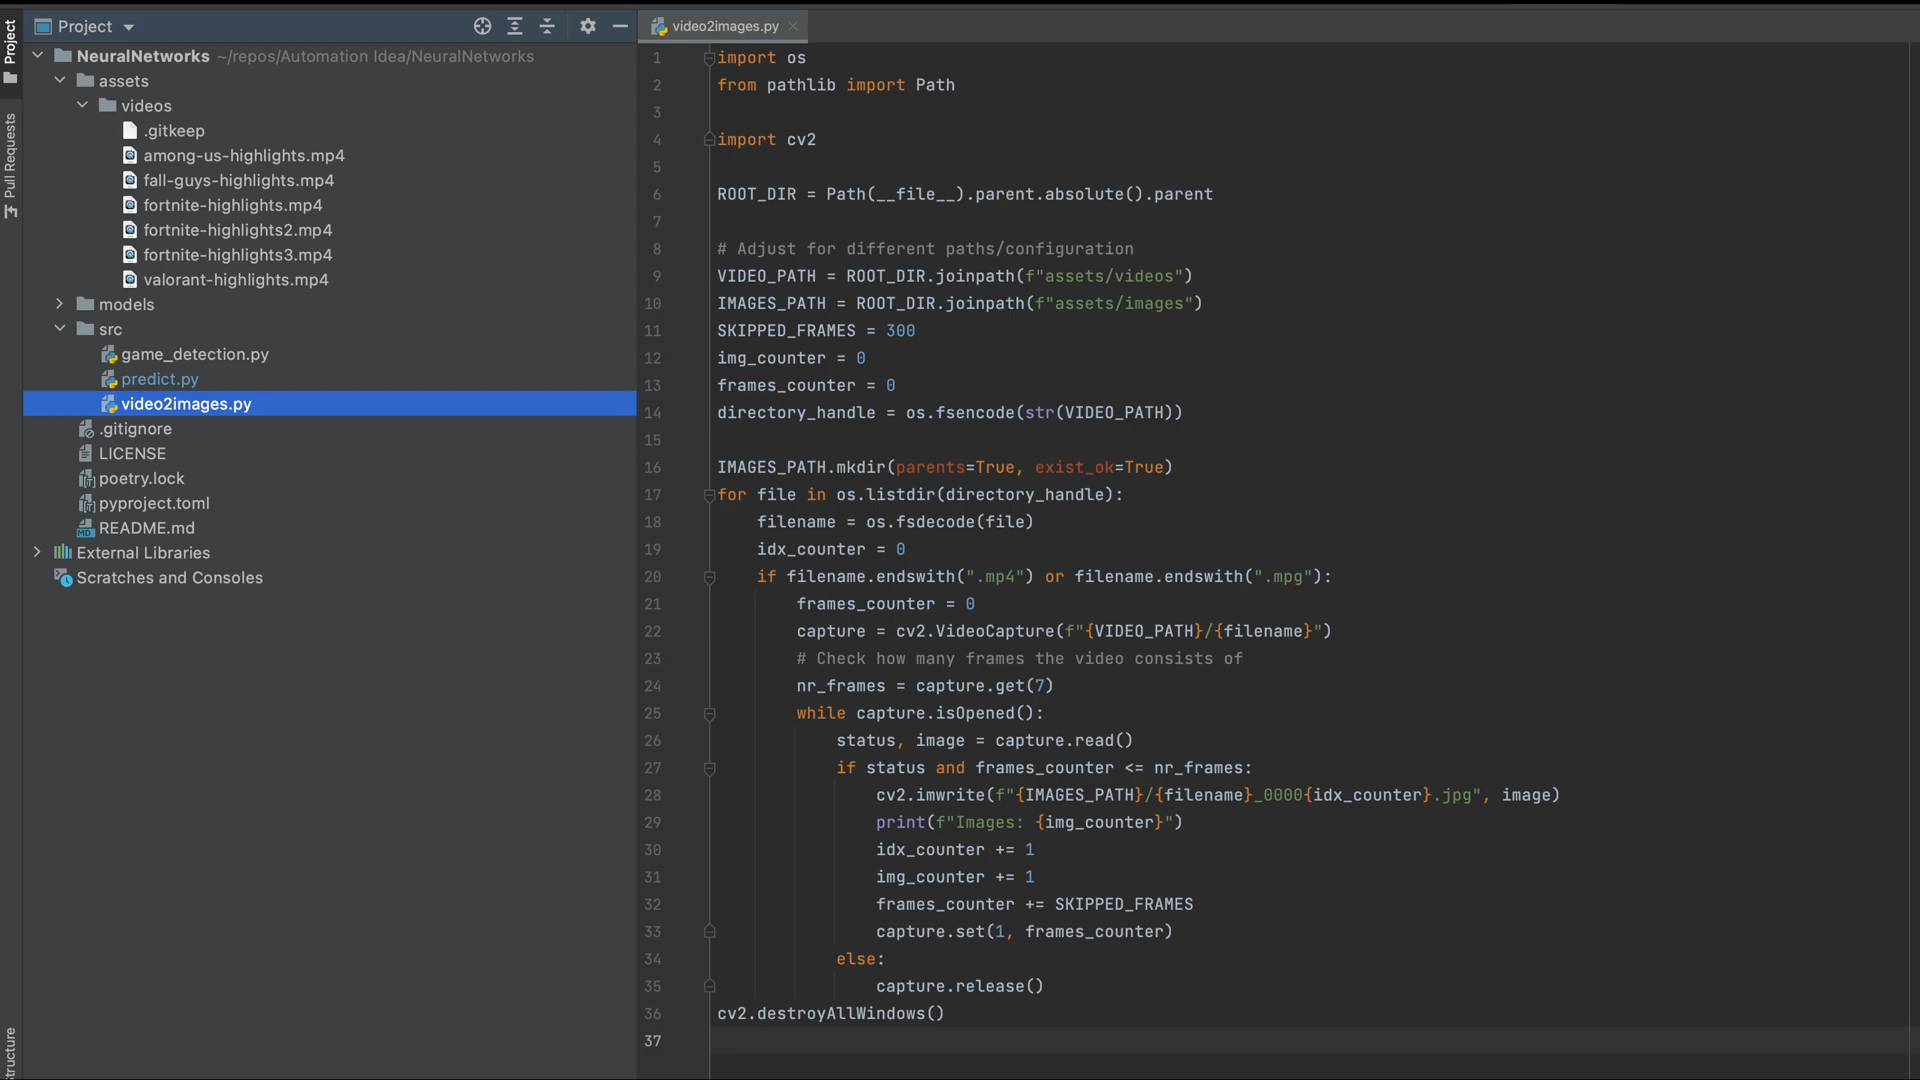 Project
Pull Requests
Project
NeuralNetworks ~/repos/Automation Idea/NeuralNetworks
assets
videos
.gitkeep
among-us-highlights.mp4
fall-guys-highlights.mp4
fortnite-highlights.mp4
fortnite-highlights2.mp4
fortnite-highlights3.mp4
valorant-highlights.mp4
models
src
game_detection.py
predict.py
video2images.py
.gitignore
LICENSE
poetry.lock
pyproject.toml
README.md
External Libraries
Scratches and Consoles
video2images.py
1 import os
2 from pathlib import Path
3
4 import cv2
5
6 ROOT_DIR = Path(__file__).parent.absolute().parent
7
8 # Adjust for different paths/configuration
9 VIDEO_PATH = ROOT_DIR.joinpath(f"assets/videos")
10 IMAGES_PATH = ROOT_DIR.joinpath(f"assets/images")
11 SKIPPED_FRAMES = 300
12 img_counter = 0
13 frames_counter = 0
14 directory_handle = os.fsencode(str(VIDEO_PATH))
15
16 IMAGES_PATH.mkdir(parents=True, exist_ok=True)
17 for file in os.listdir(directory_handle):
18 filename = os.fsdecode(file)
19 idx_counter = 0
20 if filename.endswith(".mp4") or filename.endswith(".mpg"):
21 frames_counter = 0
22 capture = cv2.VideoCapture(f"{VIDEO_PATH}/{filename}")
23 # Check how many frames the video consists of
24 nr_frames = capture.get(7)
25 while capture.isOpened():
26 status, image = capture.read()
27 if status and frames_counter <= nr_frames:
28 cv2.imwrite(f"{IMAGES_PATH}/{filename}_0000{idx_counter}.jpg", image)
29 print(f"Images: {img_counter}")
30 idx_counter += 1
31 img_counter += 1
32 frames_counter += SKIPPED_FRAMES
33 capture.set(1, frames_counter)
34 else:
35 capture.release()
36 cv2.destroyAllWindows()
37
tructure